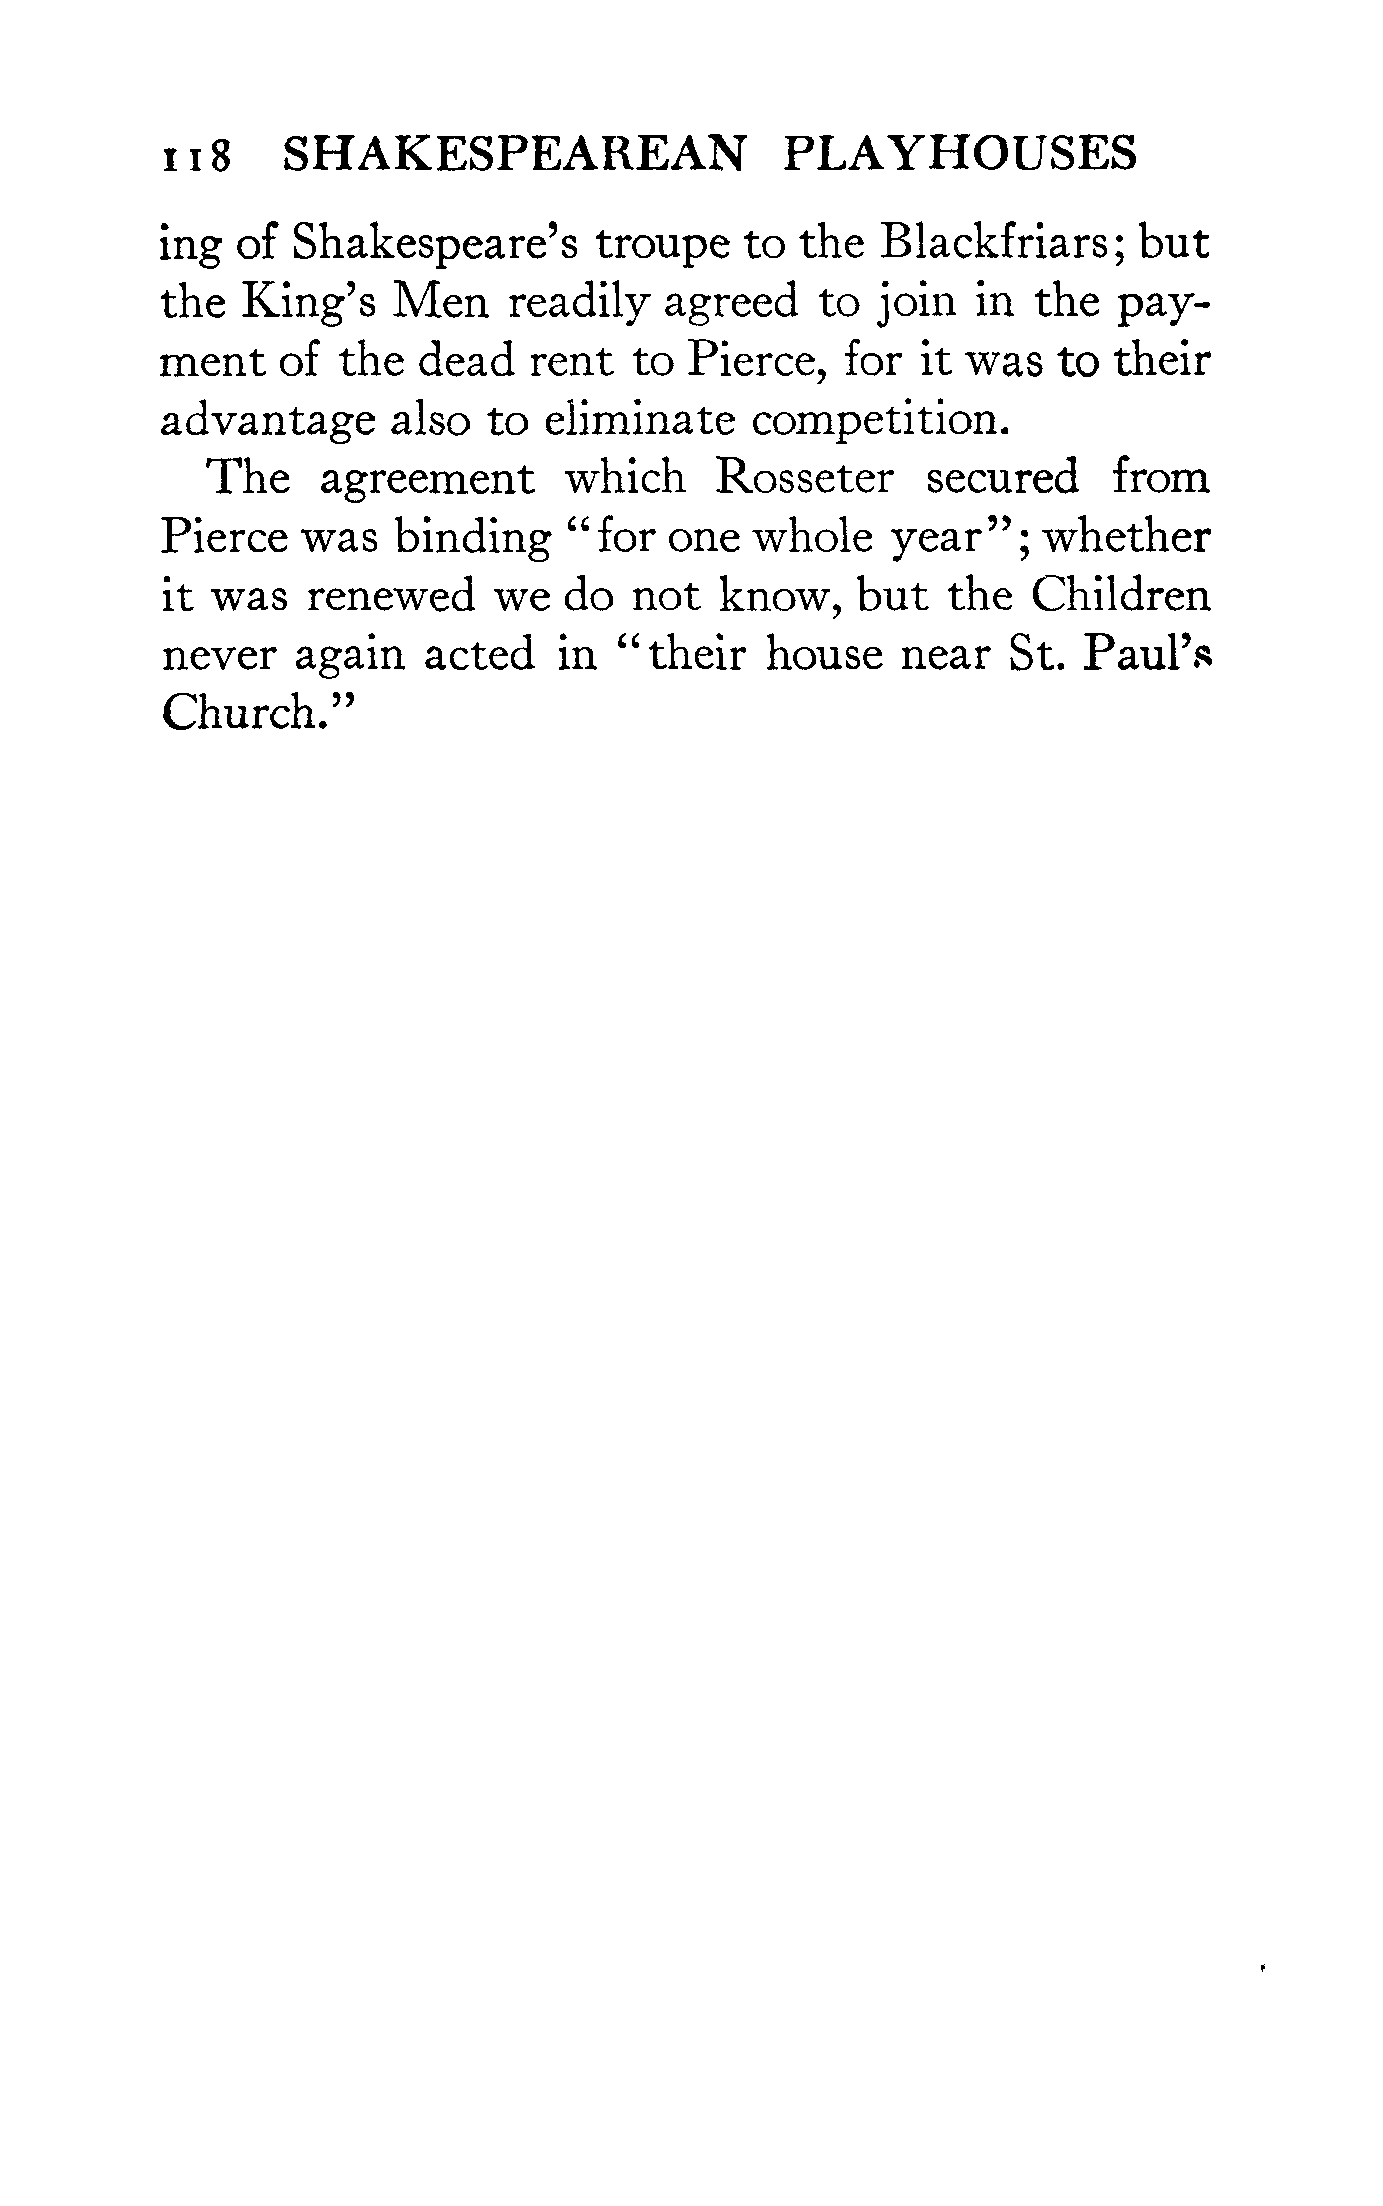 118 SHAKESPEAREAN PLAYHOUSES
ing of Shakespeare's troupe to the Blackfriars; but
the King's Men readily agreed to join in the pay-
ment of the dead rent to Pierce, for it was to their
advantage also to eliminate competition.
The agreement which Rosseter secured from
Pierce was binding “for one whole year”; whether
it was renewed we do not know, but the Children
never again acted in “their house near St. Paul's
Church.”